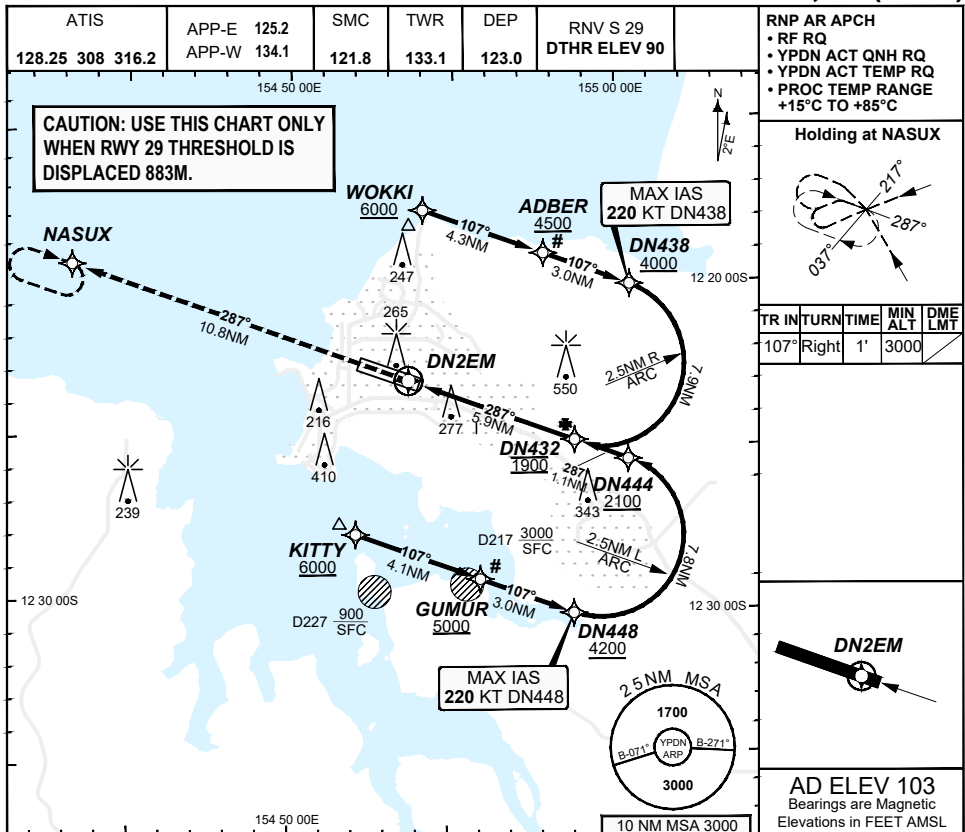 ATIS
128.25 308 316.2
APP-E 125.2
APP-W 134.1
SMC
121.8
TWR
133.1
DEP
123.0
RNV S 29
DTHR ELEV 90
RNP AR APCH
• RF RQ
• YPDN ACT QNH RQ
• YPDN ACT TEMP RQ
• PROC TEMP RANGE
+15°C TO +85°C
154 50 00E
155 00 00E
CAUTION: USE THIS CHART ONLY
WHEN RWY 29 THRESHOLD IS
DISPLACED 883M.
N
2°E
Holding at NASUX
217°
287°
037°
TR IN TURN TIME MIN ALT DME LMT
107° Right 1' 3000
WOKKI
6000
107°
4.3NM
ADBER
4500
#
107°
3.0NM
MAX IAS
220 KT DN438
DN438
4000
12 20 00S
NASUX
287°
10.8NM
247
265
DN2EM
550
2.5NM R
ARC
7.9NM
216
277
287°
5.9NM
410
DN432
1900
287°
1.1NM
DN444
2100
343
239
KITTY
6000
107°
4.1NM
D217 3000
SFC
2.5NM L
ARC
7.8NM
#
107°
3.0NM
GUMUR
5000
D227 900
SFC
DN448
4200
12 30 00S
MAX IAS
220 KT DN448
25NM MSA
1700
B-071°
YPDN
ARP
B-271°
3000
10 NM MSA 3000
154 50 00E
DN2EM
AD ELEV 103
Bearings are Magnetic
Elevations in FEET AMSL